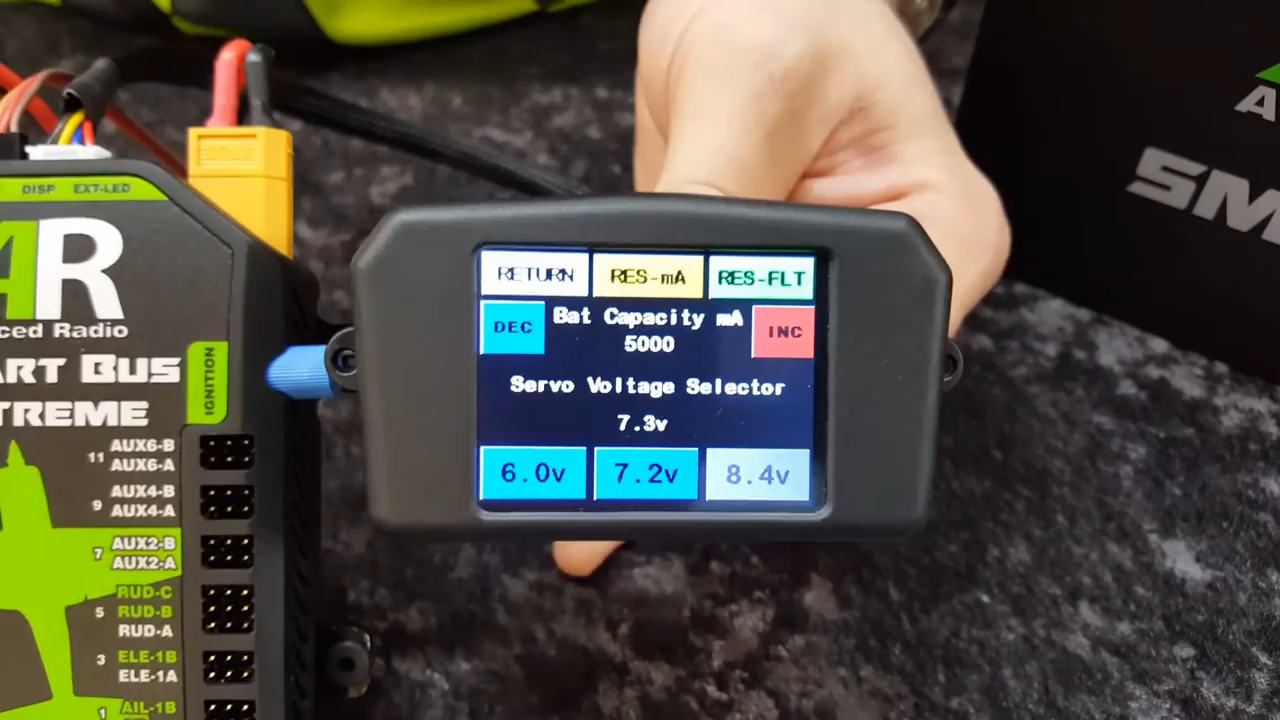 DISP EXT-LED
AR
ced Radio
ART BUS
TREME
IGNITION
11 AUX6-B
AUX6-A
9 AUX4-B
AUX4-A
7 AUX2-B
AUX2-A
RUD-C
5 RUD-B
RUD-A
3 ELE-1B
ELE-1A
1 AIL-1B
RETURN RES-mA RES-FLT
DEC Bat Capacity mA INC
5000
Servo Voltage Selector
7.3v
6.0v 7.2v 8.4v
A
SM